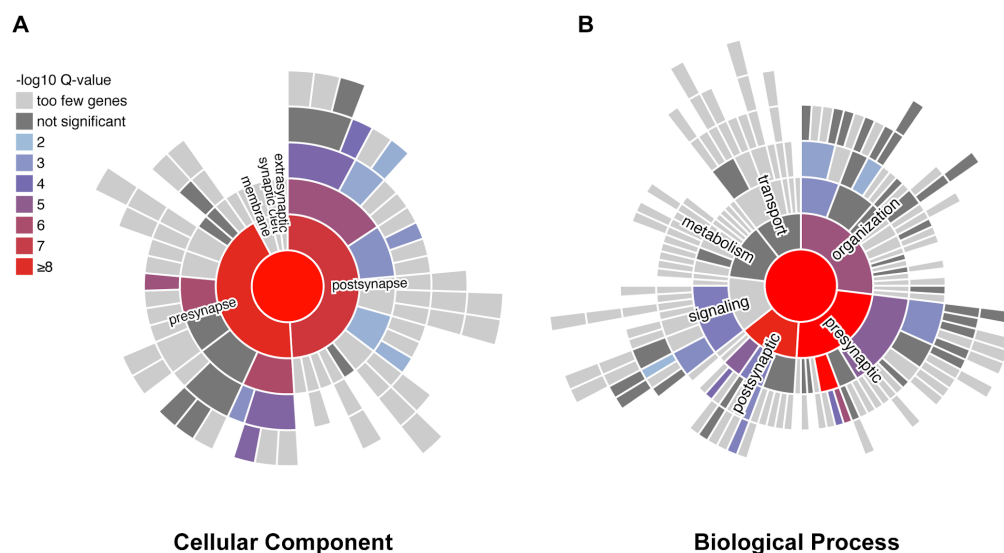 A
B
-log10 Q-value
too few genes
not significant
2
3
4
5
6
7
≥8
extrasynaptic
synaptic cleft
membrane
postsynapse
presynapse
transport
organization
metabolism
signaling
presynaptic
postsynaptic
Cellular Component
Biological Process